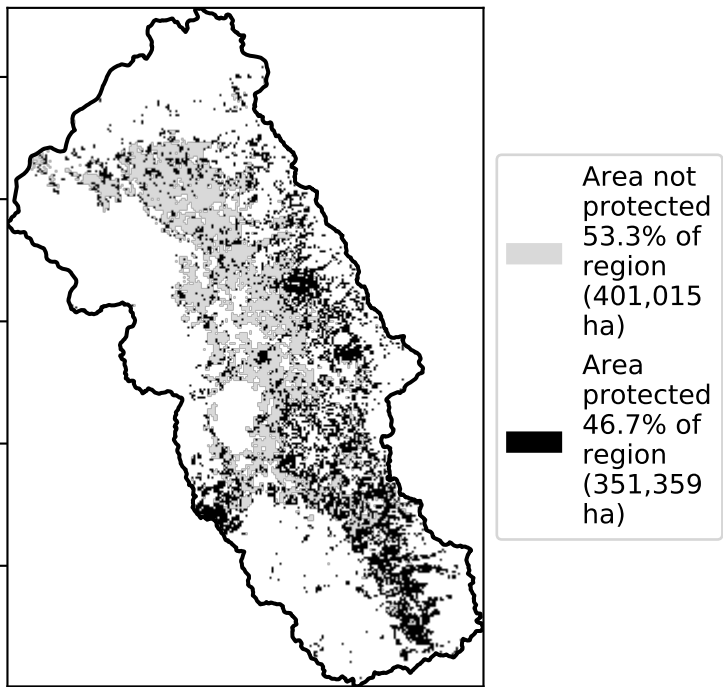 Area not
protected
53.3% of
region
(401,015
ha)
Area
protected
46.7% of
region
(351,359
ha)